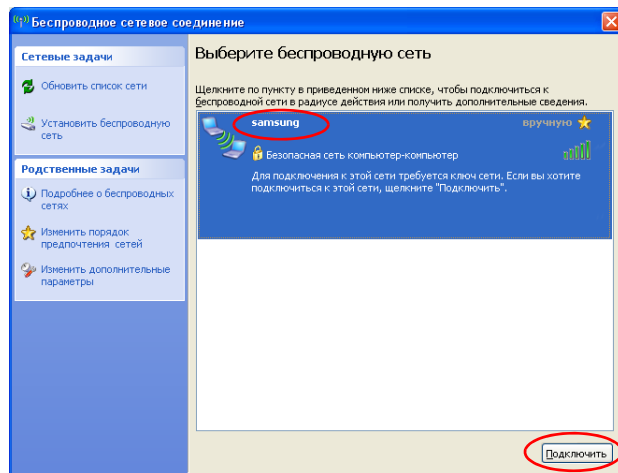 Беспроводное сетевое соединение
Сетевые задачи
Обновить список сети
Установить беспроводную
сеть
Родственные задачи
Подробнее о беспроводных
сетях
Изменить порядок
предпочтения сетей
Изменить дополнительные
параметры
Выберите беспроводную сеть
Щелкните по пункту в приведенном ниже списке, чтобы подключиться к
беспроводной сети в радиусе действия или получить дополнительные сведения.
samsung вручную
Безопасная сеть компьютер-компьютер
Для подключения к этой сети требуется ключ сети. Если вы хотите
подключиться к этой сети, щелкните "Подключить".
Подключить